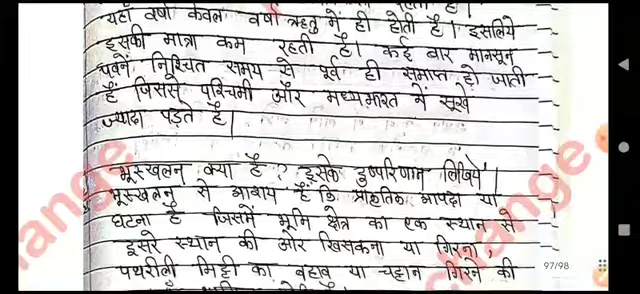 यहाँ वर्षा केवल वर्षा ऋतु में ही होती है। इसलिये
इसकी मात्रा कम रहती है। कई बार मानसून
पवनें निश्चित समय से पूर्व ही समाप्त हो जाती
हैं जिससे पश्चिमी और मध्यभारत में सूखे
ज्यादा पड़ते है।
भूस्खलन क्या है? इसके दुष्परिणाम लिखिये।
भूस्खलन से आशय है कि प्राकृतिक आपदा या
घटना है जिसमें भूमि क्षेत्र का एक स्थान से
दूसरे स्थान की ओर खिसकना या गिरना,
पथरीली मिट्टी का बहाव या चट्टान गिरने की
change
change
97/98